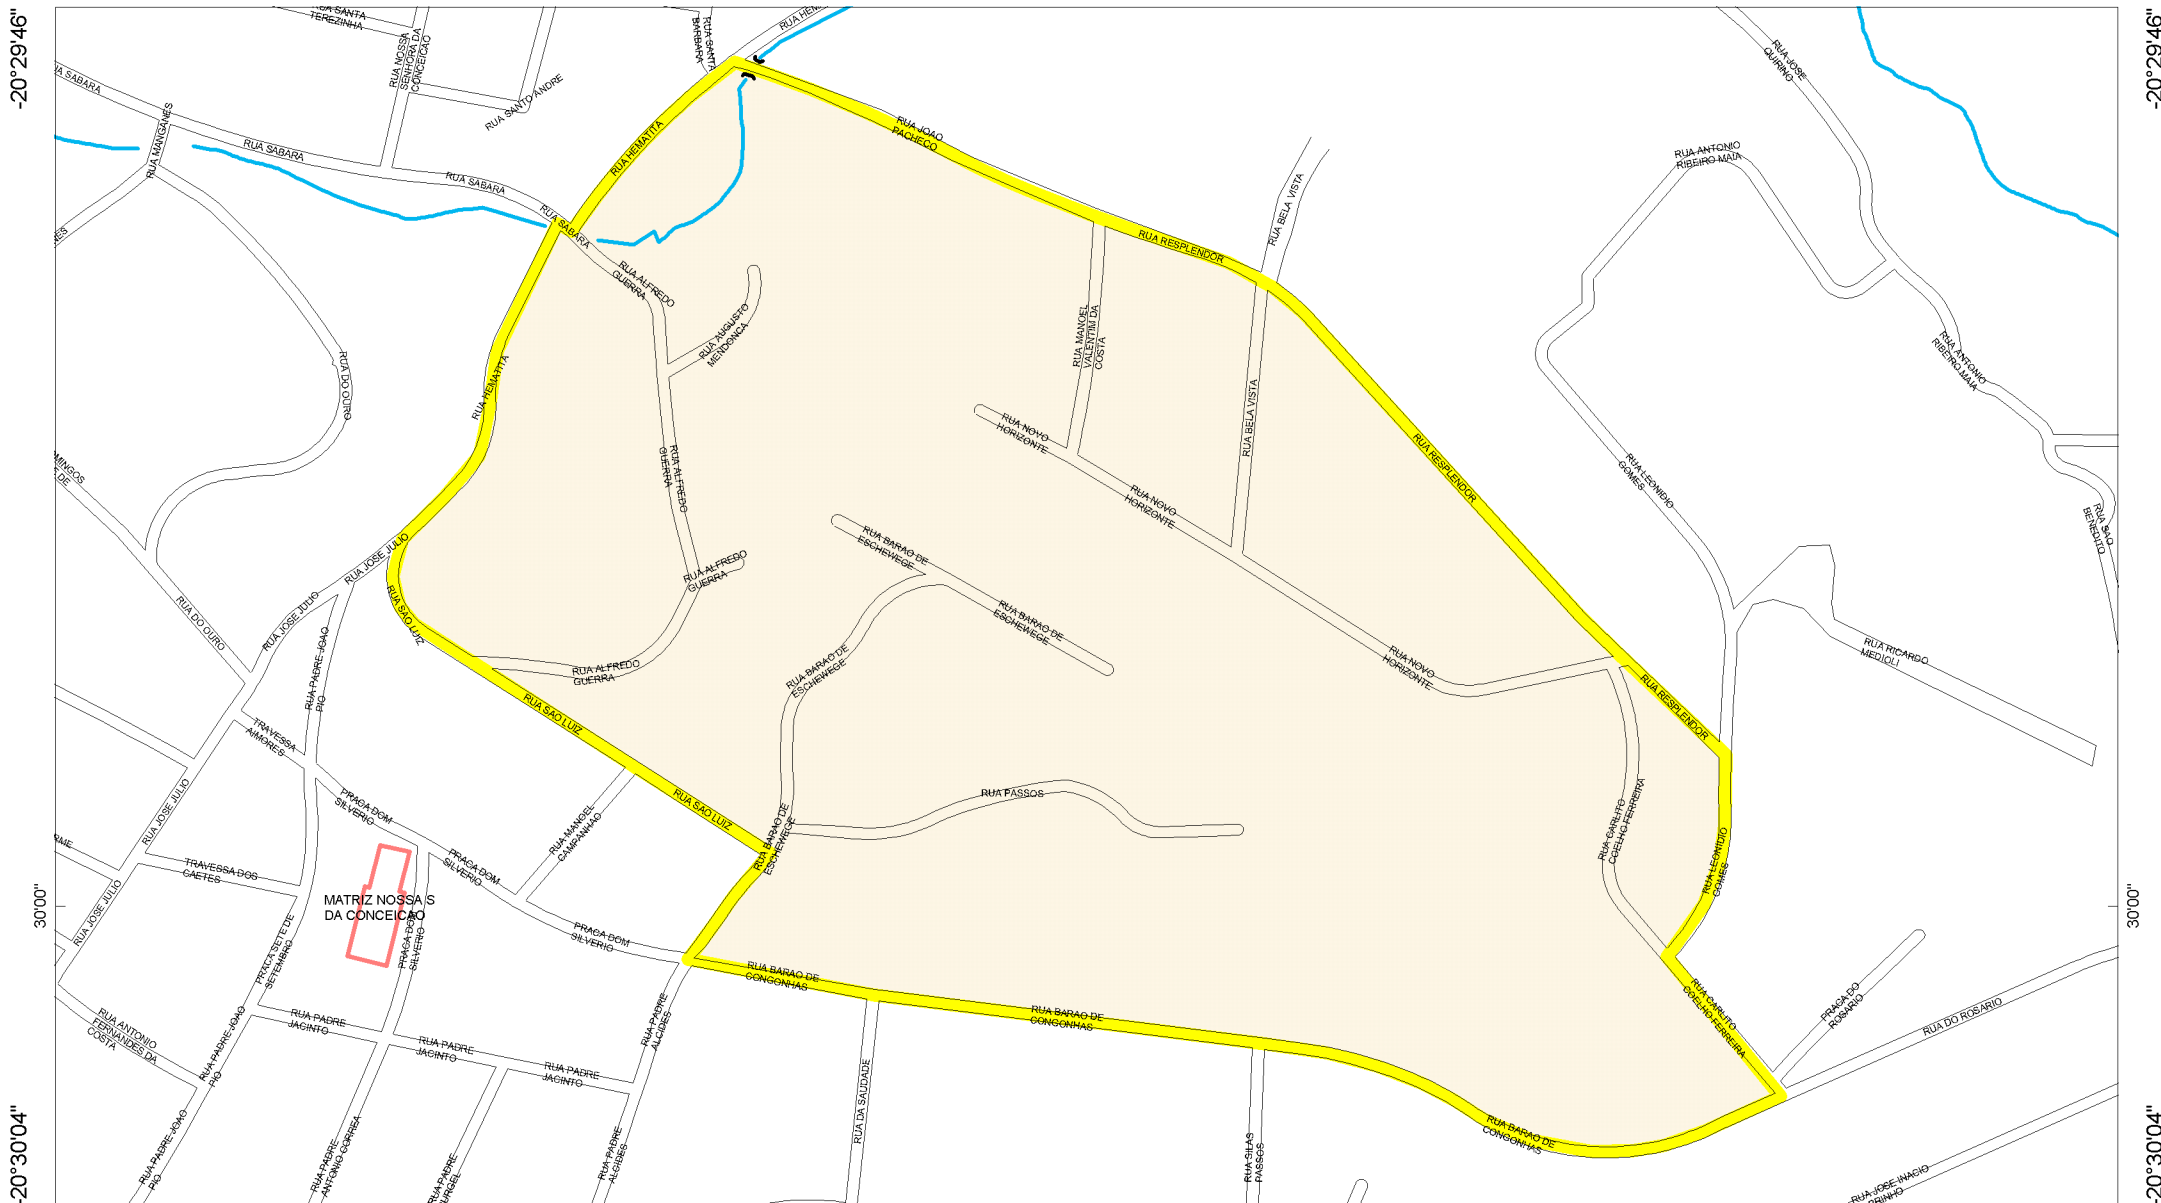 -20°29'46"
-20°29'46"
RUA SANTA
TEREZINHA
RUA NOSSA
SENHORA DA
CONCEICAO
RUA SANTA
BARBARA
RUA JOSE
QUIRINO
RUA SANTO ANDRE
RUA MANGANES
RUA SABARA
RUA SABARA
RUA SABARA
RUA HEMATITA
RUA JOAO
PACHECO
RUA ANTONIO
RIBEIRO MAIA
RUA BELA VISTA
RUA RESPLENDOR
RUA ALFREDO
GUERRA
RUA AUGUSTO
MENDONCA
RUA MANOEL
VALENTIM DA
COSTA
RUA ANTONIO
RIBEIRO MAIA
RUA DO OURO
RUA HEMATITA
RUA BELA VISTA
RUA NOVO
HORIZONTE
RUA RESPLENDOR
RUA ALFREDO
GUERRA
RUA LEONIDIO
GOMES
RUA NOVO
HORIZONTE
RUA SAO
BENEDITO
RUA BARAO DE
ESCHEWEGE
RUA JOSE JULIO
RUA ALFREDO
GUERRA
RUA SAO LUIZ
RUA DO OURO
RUA JOSE JULIO
RUA PADRE JOAO
PIO
RUA BARAO DE
ESCHEWEGE
RUA ALFREDO
GUERRA
RUA BARAO DE
ESCHEWEGE
RUA NOVO
HORIZONTE
RUA RICARDO
MEDIOLI
RUA RESPLENDOR
RUA SAO LUIZ
TRAVESSA
AIMORES
PRACA DOM
SILVERIO
RUA JOSE JULIO
RUA SAO LUIZ
RUA MANOEL
CAMPANHAO
RUA PASSOS
RUA BARAO DE
ESCHEWEGE
RUA CARLITO
COELHO FERREIRA
RUA LEONIDIO
GOMES
TRAVESSA DOS
CAETES
PRACA DOM
SILVERIO
30'00"
30'00"
MATRIZ NOSSA S
DA CONCEICAO
RUA JOSE JULIO
PRACA SETE DE
SETEMBRO
PRACA DOM
SILVERIO
PRACA DOM
SILVERIO
RUA BARAO DE
CONGONHAS
RUA BARAO DE
CONGONHAS
RUA CARLITO
COELHO FERREIRA
PRACA DO
ROSARIO
RUA DO ROSARIO
RUA ANTONIO
FERNANDES DA
COSTA
RUA PADRE JOAO
PIO
RUA PADRE
JACINTO
RUA PADRE
JACINTO
RUA PADRE
JACINTO
RUA PADRE
ALCIDES
RUA DA SAUDADE
RUA BARAO DE
CONGONHAS
RUA PADRE JOAO
PIO
RUA PADRE
ANTONIO CORREA
RUA PADRE
RUA PADRE
ALCIDES
RUA SILAS
PASSOS
RUA JOSE INACIO
-20°30'04"
-20°30'04"